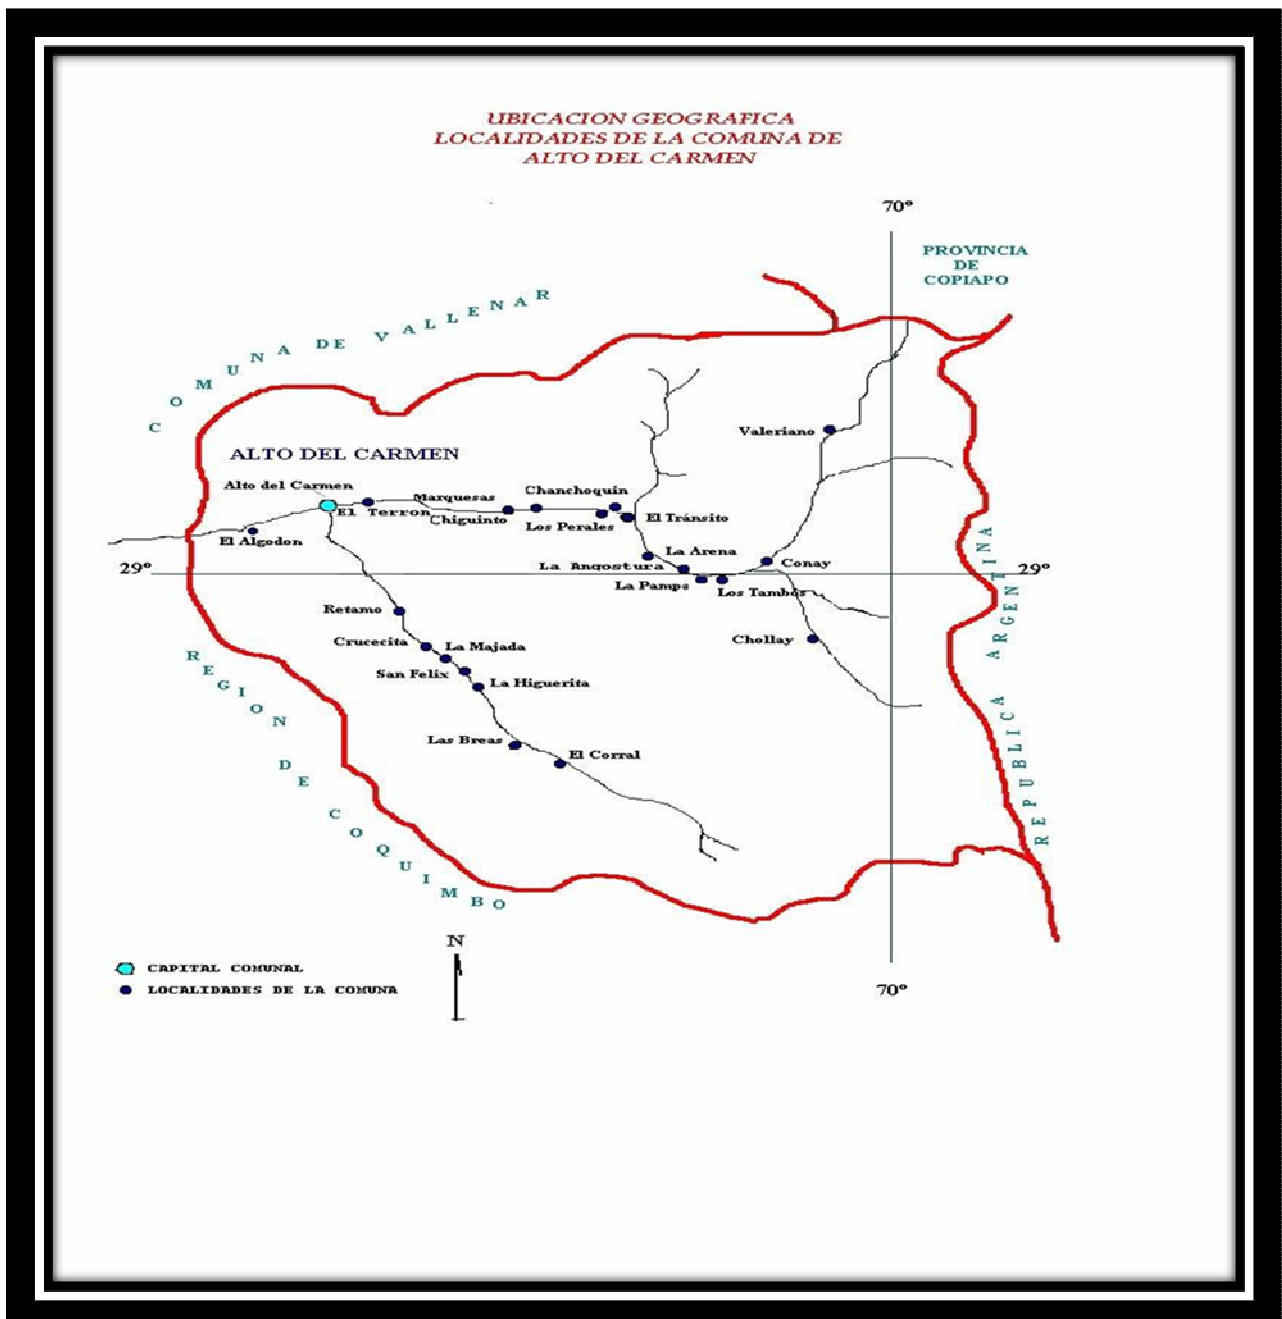 UBICACION GEOGRAFICA
LOCALIDADES DE LA COMUNA DE
ALTO DEL CARMEN
70°
PROVINCIA
DE
COPIAPO
COMUNA DE VALLENAR
Valeriano
ALTO DEL CARMEN
Alto del Carmen
El Terron
Marquesas
Chiguinto
Chanchoquin
Los Perales
El Tránsito
El Algodon
La Arena
La Angostura
Conay
29°
29°
La Pampa
Los Tambos
Retamo
Chollay
Crucecita
La Majada
San Felix
La Higuerita
Las Breas
El Corral
REPUBLICA ARGENTINA
REGION DE COQUIMBO
N
CAPITAL COMUNAL
LOCALIDADES DE LA COMUNA
70°